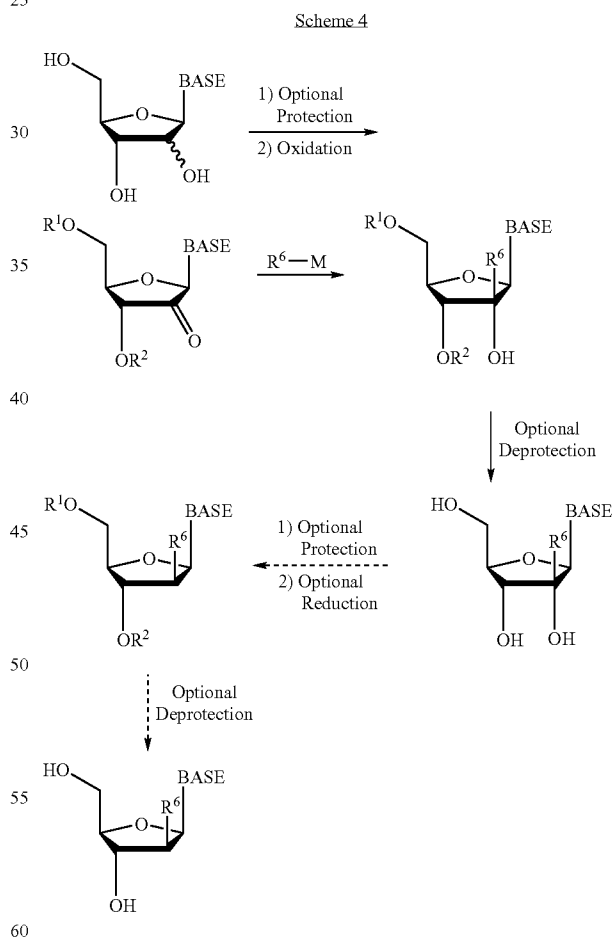 25
Scheme 4
HO
BASE
O
OH
OH
30
1) Optional
Protection
2) Oxidation
R¹O
BASE
O
O
OR²
35
R⁶—M
R¹O
BASE
R⁶
O
OR²
OH
40
Optional
Deprotection
HO
BASE
R⁶
O
OH
OH
45
1) Optional
Protection
2) Optional
Reduction
R¹O
BASE
R⁶
O
OR²
50
Optional
Deprotection
HO
BASE
R⁶
O
OH
55
60